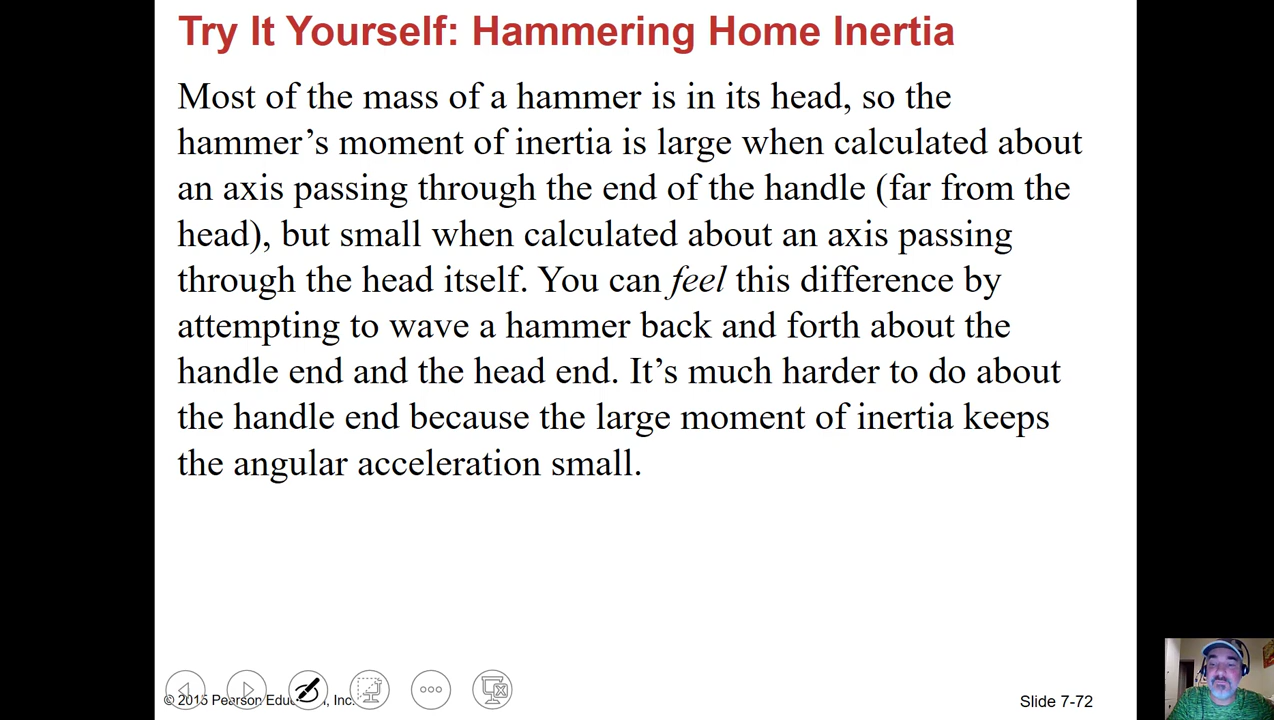 Try It Yourself: Hammering Home Inertia
Most of the mass of a hammer is in its head, so the
hammer’s moment of inertia is large when calculated about
an axis passing through the end of the handle (far from the
head), but small when calculated about an axis passing
through the head itself. You can feel this difference by
attempting to wave a hammer back and forth about the
handle end and the head end. It’s much harder to do about
the handle end because the large moment of inertia keeps
the angular acceleration small.
© 2015 Pearson Education, Inc.
Slide 7-72